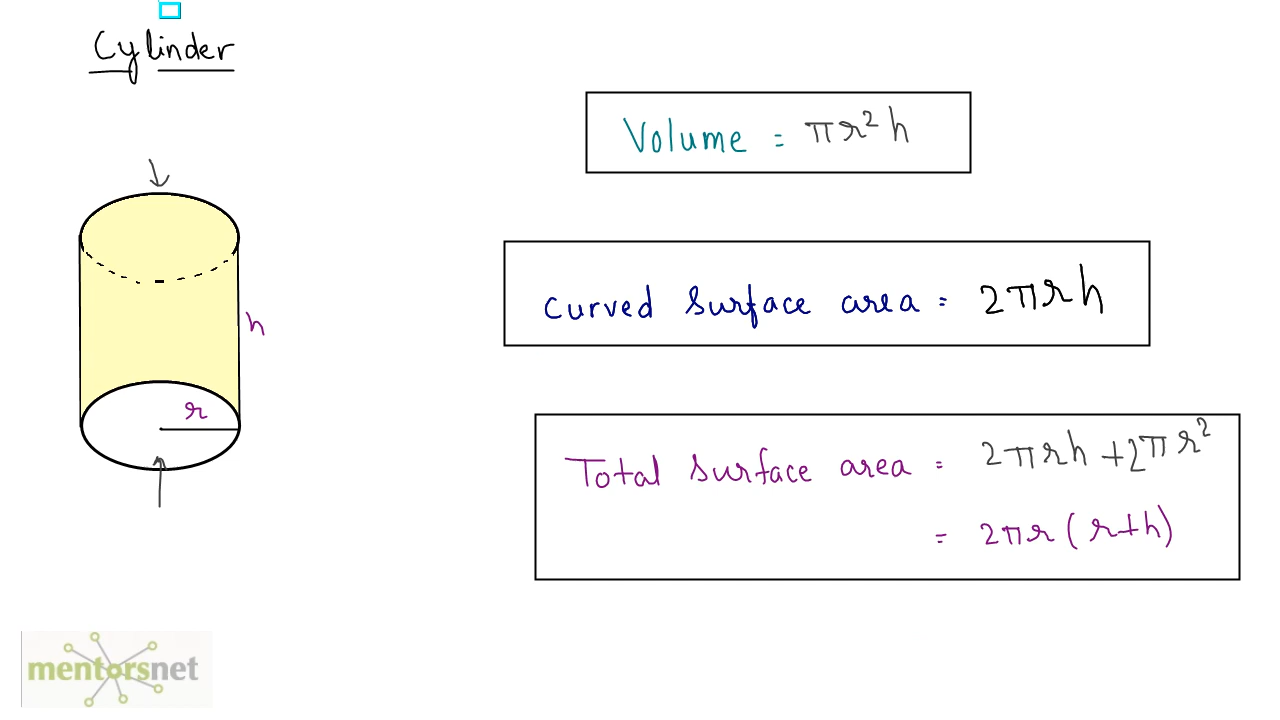 Cylinder
Volume = πr²h
h
Curved Surface area = 2πrh
r
Total Surface area = 2πrh + 2πr²
= 2πr(r+h)
mentorsnet